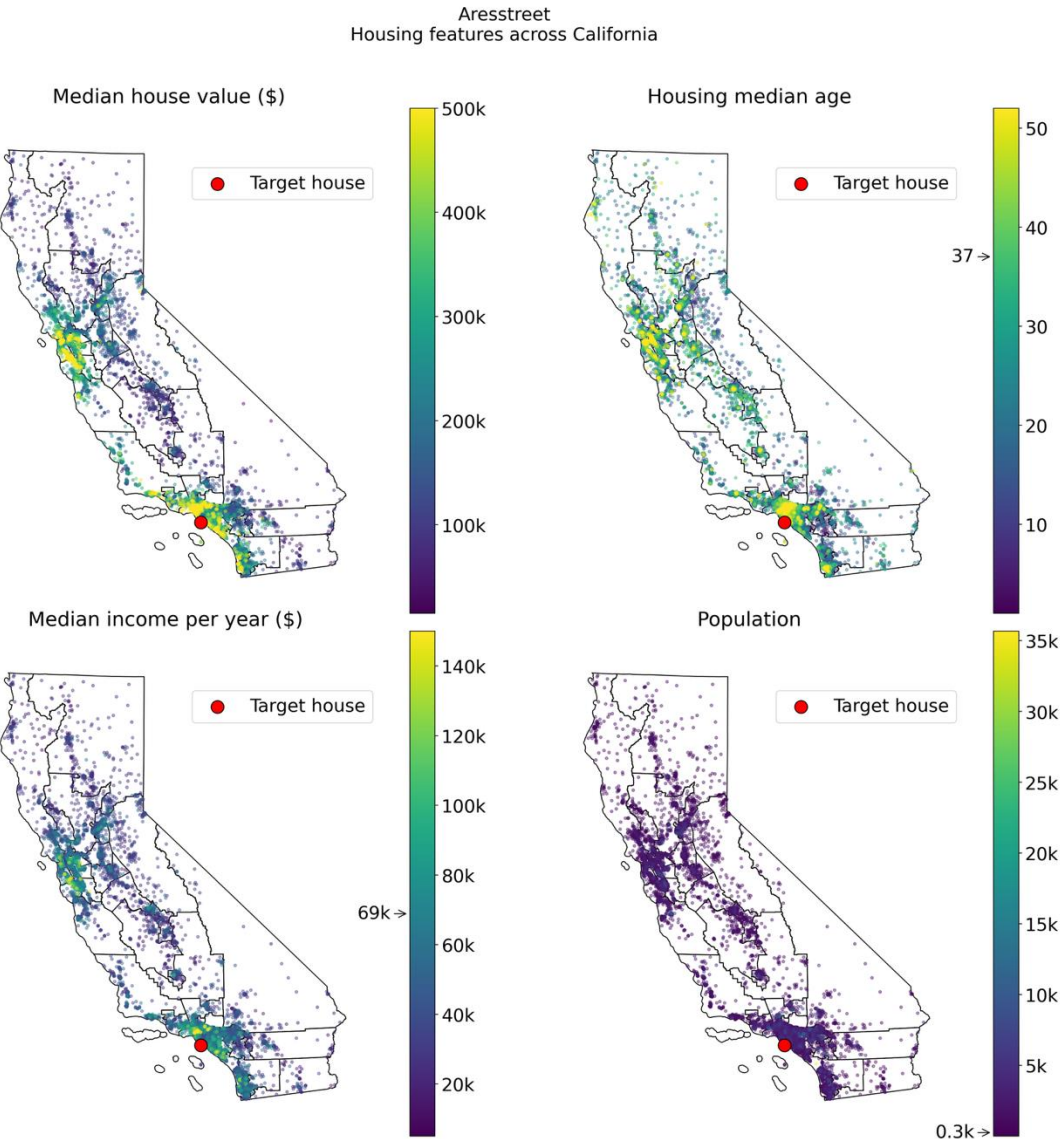 Aresstreet
Housing features across California
Median house value ($)
Target house
500k
400k
300k
200k
100k
Housing median age
Target house
37
50
40
30
20
10
Median income per year ($)
Target house
69k
140k
120k
100k
80k
60k
40k
20k
Population
Target house
0.3k
35k
30k
25k
20k
15k
10k
5k